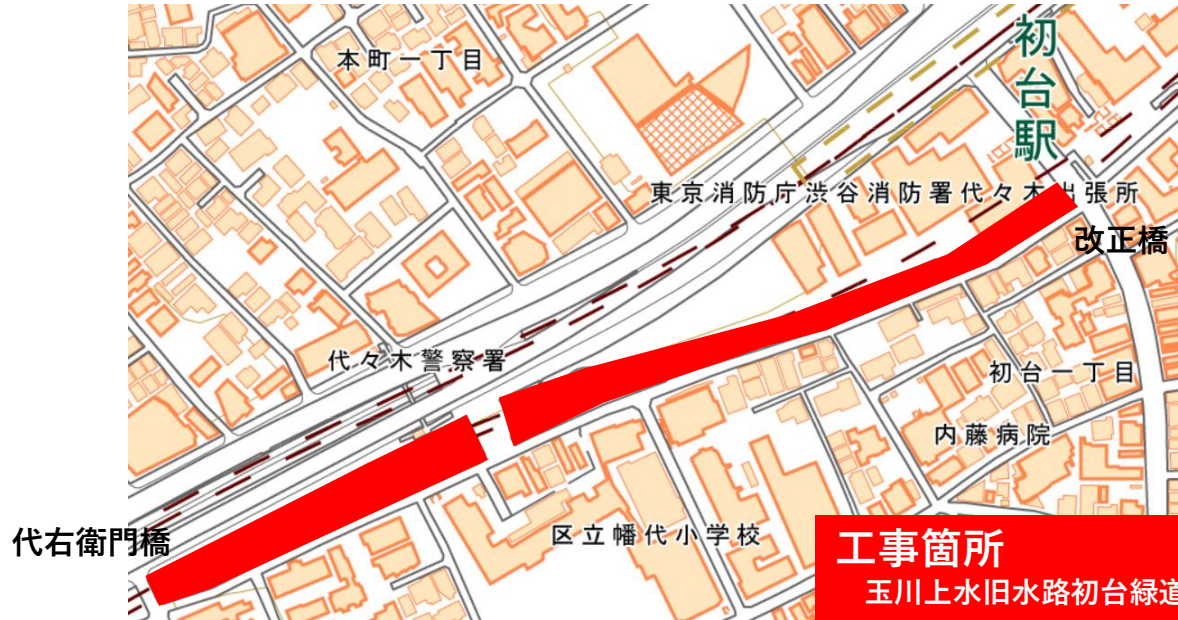 本町一丁目
初台駅
東京消防庁渋谷消防署代々木出張所
改正橋
代々木警察署
初台一丁目
内藤病院
代右衛門橋
区立幡代小学校
工事箇所
玉川上水旧水路初台緑道